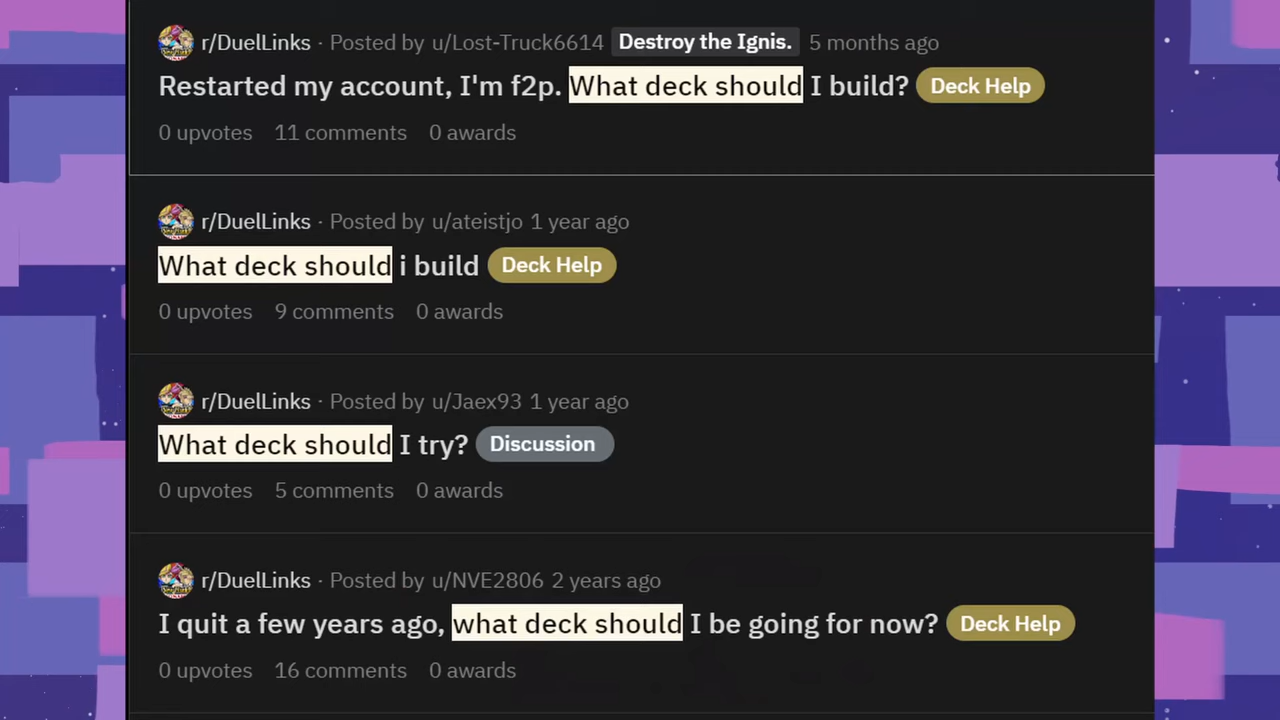 r/DuelLinks · Posted by u/Lost-Truck6614 Destroy the Ignis. 5 months ago
Restarted my account, I'm f2p. What deck should I build? Deck Help
0 upvotes 11 comments 0 awards
r/DuelLinks · Posted by u/ateistjo 1 year ago
What deck should i build Deck Help
0 upvotes 9 comments 0 awards
r/DuelLinks · Posted by u/Jaex93 1 year ago
What deck should I try? Discussion
0 upvotes 5 comments 0 awards
r/DuelLinks · Posted by u/NVE2806 2 years ago
I quit a few years ago, what deck should I be going for now? Deck Help
0 upvotes 16 comments 0 awards